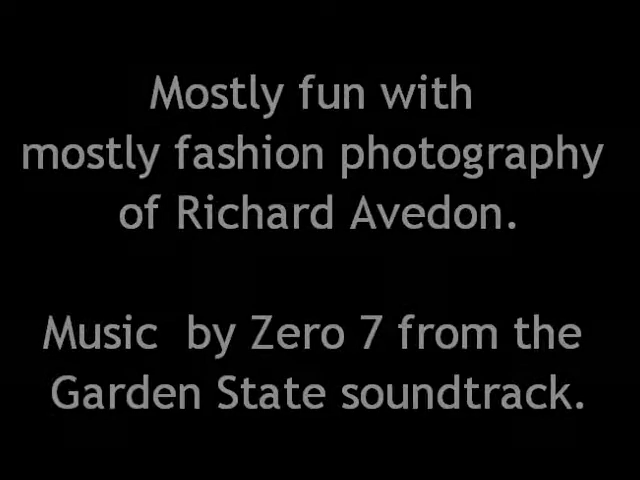 Mostly fun with
mostly fashion photography
of Richard Avedon.
Music by Zero 7 from the
Garden State soundtrack.